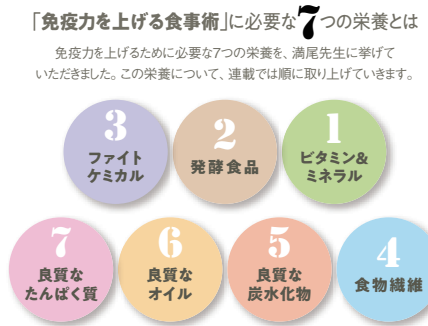 「免疫力を上げる食事術」に必要な7つの栄養とは
免疫力を上げるために必要な7つの栄養を、満尾先生に挙げて
いただきました。この栄養について、連載では順に取り上げていきます。
1
ビタミン&
ミネラル
2
発酵食品
3
ファイト
ケミカル
4
食物繊維
5
良質な
炭水化物
6
良質な
オイル
7
良質な
たんぱく質